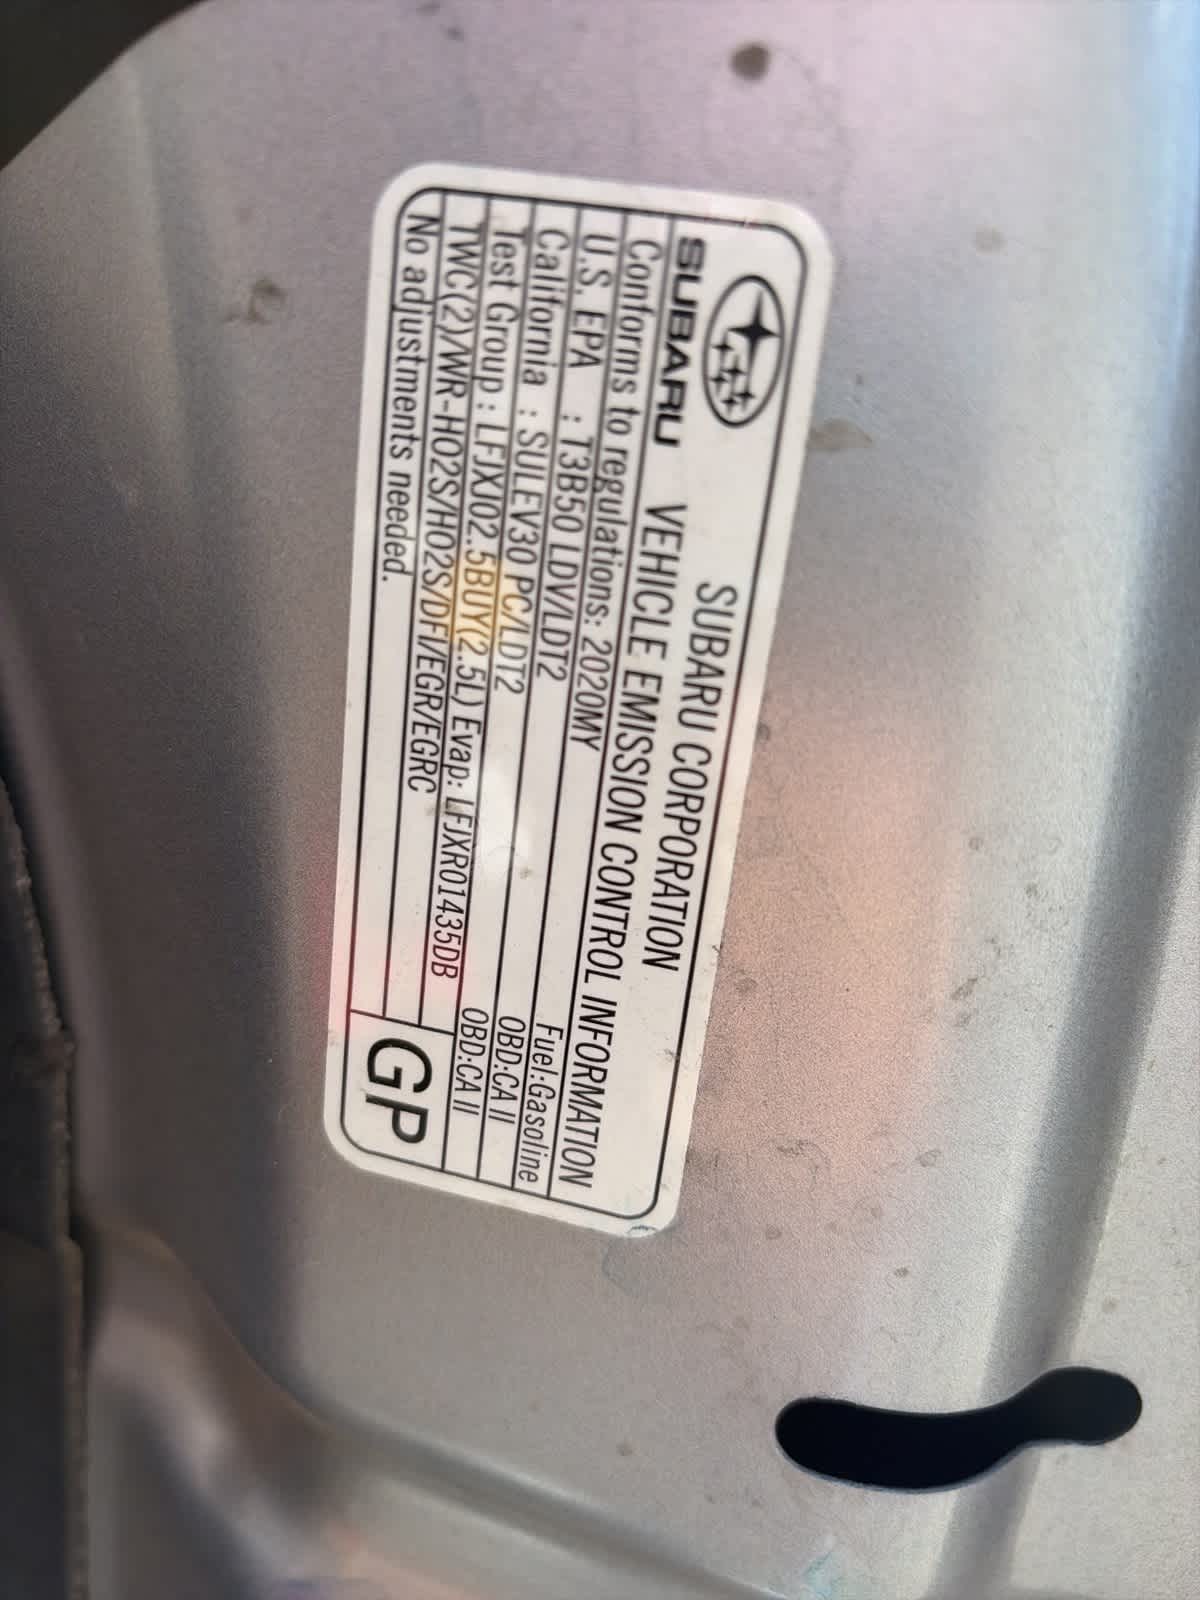 SUBARU CORPORATION
SUBARU VEHICLE EMISSION CONTROL INFORMATION
Conforms to regulations: 2020MY Fuel:Gasoline
U.S. EPA : T3B50 LDV/LDT2 OBD:CA II
California : SULEV30 PC/LDT2 OBD:CA II
Test Group : LFJXJ02.5BUY(2.5L) Evap: LFJXR01435DB
TWC(2)/WR-HO2S/HO2S/DFI/EGR/EGRC
No adjustments needed.
GP